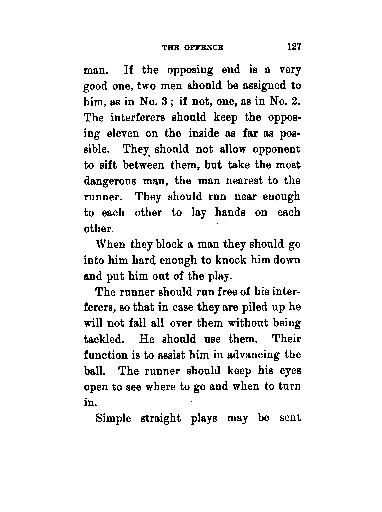 THE OFFENCE 127
man. If the opposing end is a very
good one, two men should be assigned to
him, as in No. 3; if not, one, as in No. 2.
The interferers should keep the oppos-
ing eleven on the inside as far as pos-
sible. They should not allow opponent
to sift between them, but take the most
dangerous man, the man nearest to the
runner. They should run near enough
to each other to lay hands on each
other.
When they block a man they should go
into him hard enough to knock him down
and put him out of the play.
The runner should run free of his inter-
ferers, so that in case they are piled up he
will not fall all over them without being
tackled. He should use them. Their
function is to assist him in advancing the
ball. The runner should keep his eyes
open to see where to go and when to turn
in.
Simple straight plays may be sent